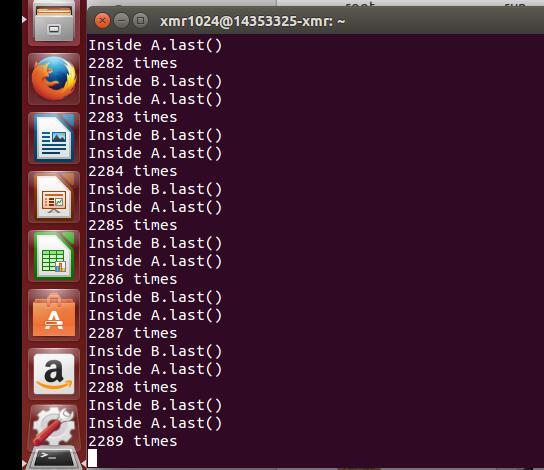 xmr1024@14353325-xmr: ~
Inside A.last()
2282 times
Inside B.last()
Inside A.last()
2283 times
Inside B.last()
Inside A.last()
2284 times
Inside B.last()
Inside A.last()
2285 times
Inside B.last()
Inside A.last()
2286 times
Inside B.last()
Inside A.last()
2287 times
Inside B.last()
Inside A.last()
2288 times
Inside B.last()
Inside A.last()
2289 times